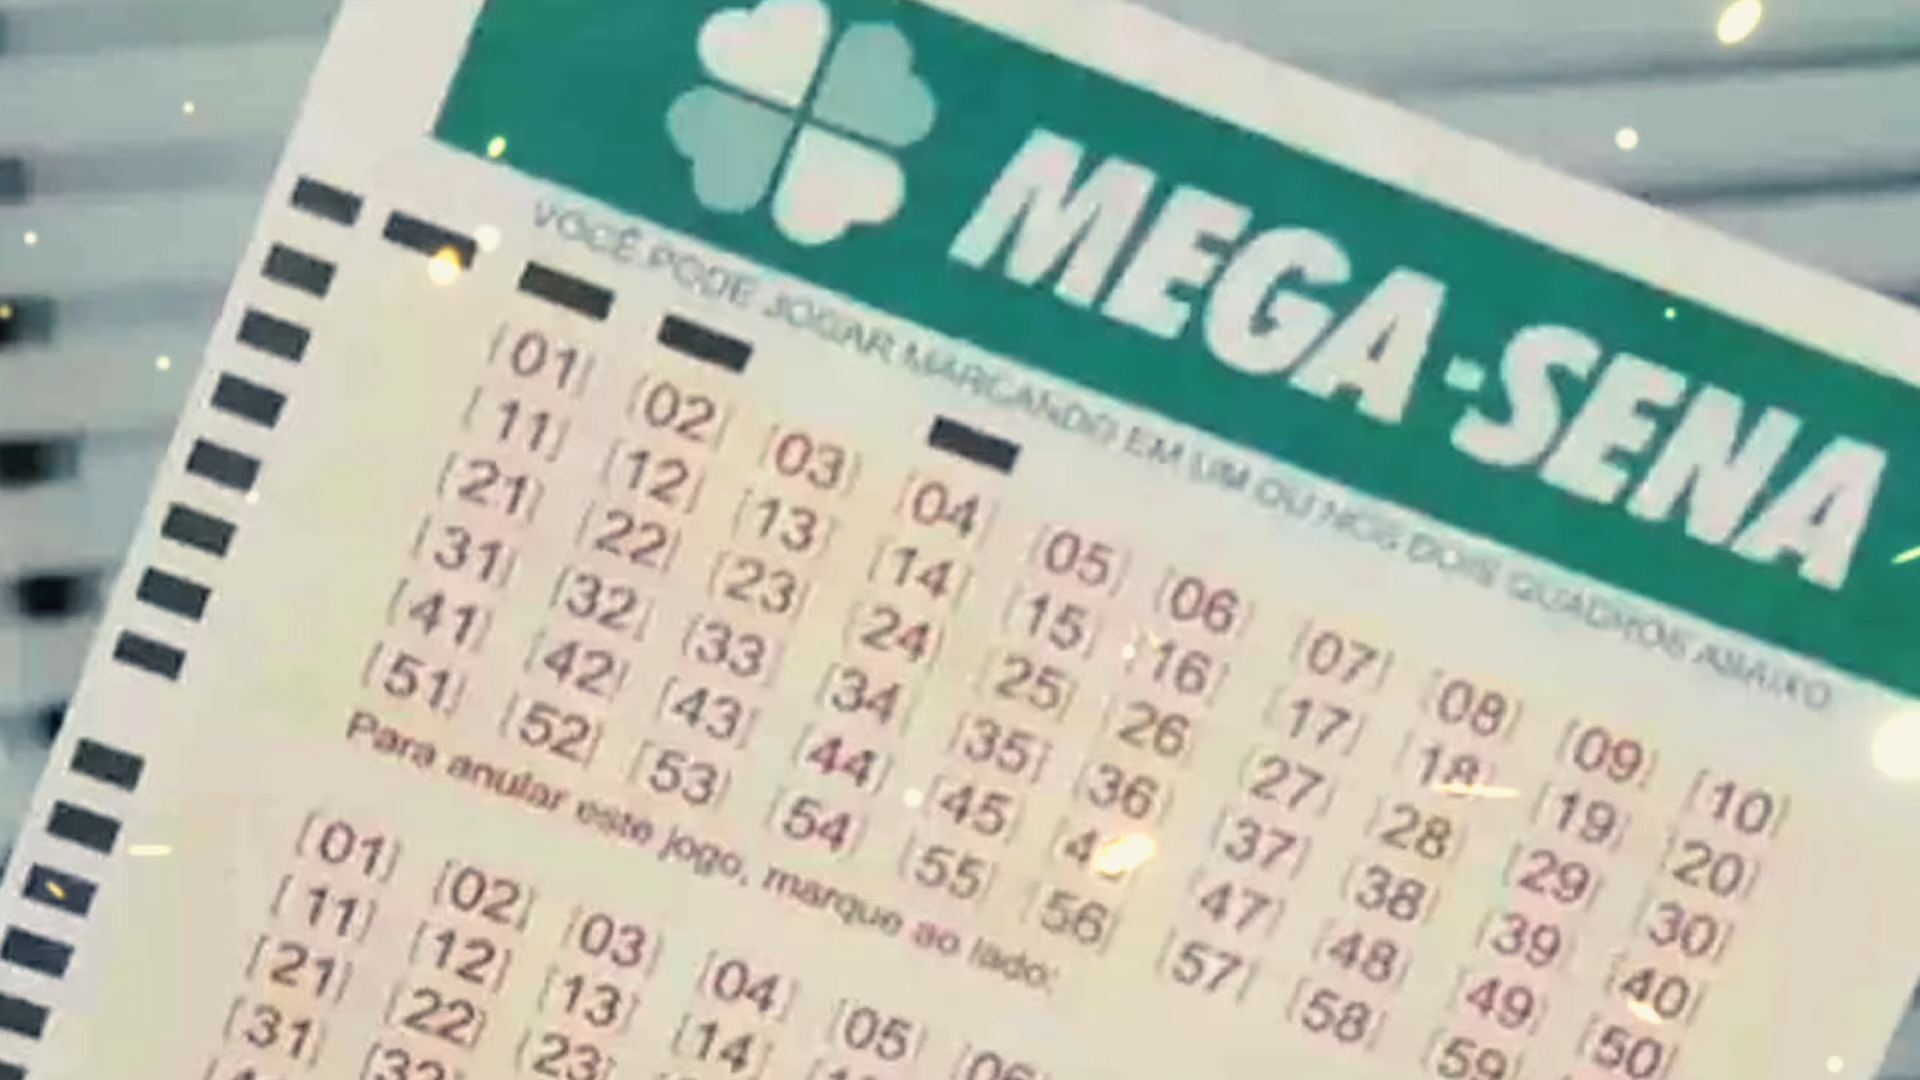 MEGA-SENA
VOCÊ PODE JOGAR MARCANDO EM UM OU NOS DOIS QUADROS ABAIXO
[01] [02] [03] [04] [05] [06] [07] [08] [09] [10]
[11] [12] [13] [14] [15] [16] [17] [18] [19] [20]
[21] [22] [23] [24] [25] [26] [27] [28] [29] [30]
[31] [32] [33] [34] [35] [36] [37] [38] [39] [40]
[41] [42] [43] [44] [45] [47] [48] [49] [50]
[51] [52] [53] [54] [55] [56] [57] [58] [59]
Para anular este jogo, marque ao lado:
[01] [02] [03] [04] [05] [06]
[11] [12] [13] [14]
[21] [22] [23]
[31] [32]